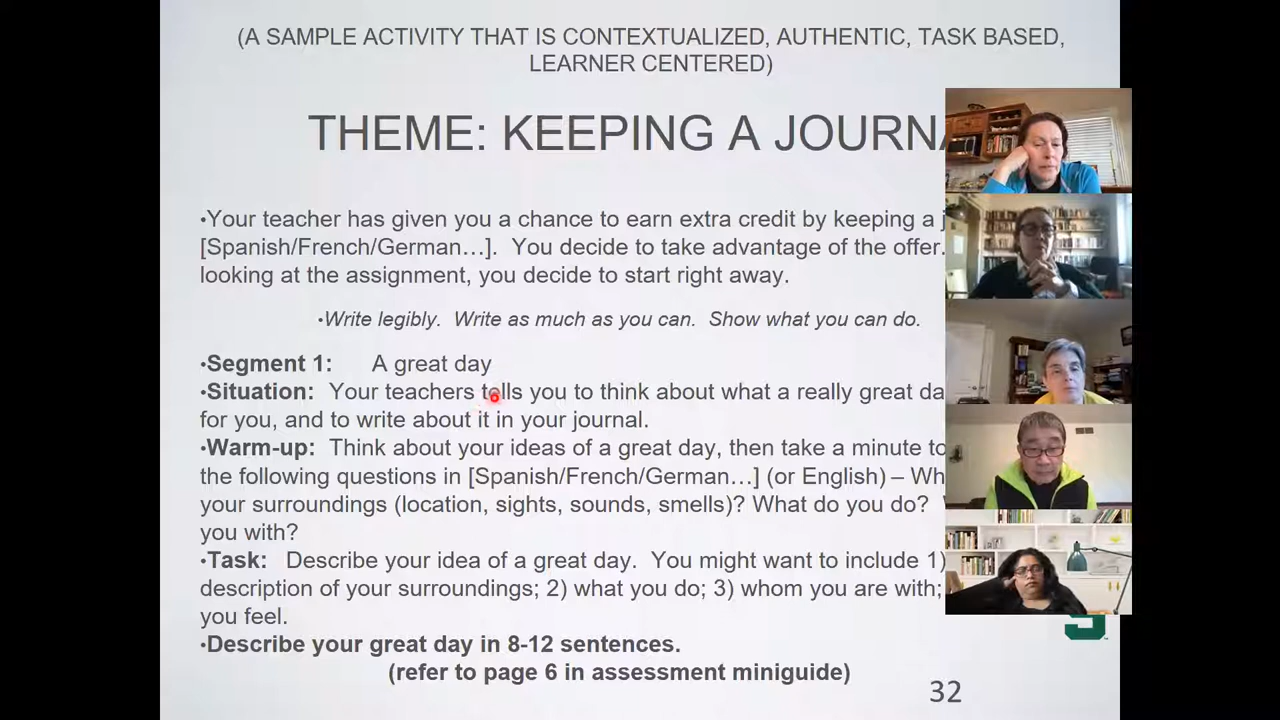 (A SAMPLE ACTIVITY THAT IS CONTEXTUALIZED, AUTHENTIC, TASK BASED,
LEARNER CENTERED)
THEME: KEEPING A JOURN
•Your teacher has given you a chance to earn extra credit by keeping a
[Spanish/French/German…]. You decide to take advantage of the offer.
looking at the assignment, you decide to start right away.
•Write legibly. Write as much as you can. Show what you can do.
•Segment 1: A great day
•Situation: Your teachers tells you to think about what a really great da
for you, and to write about it in your journal.
•Warm-up: Think about your ideas of a great day, then take a minute to
the following questions in [Spanish/French/German…] (or English) – Wh
your surroundings (location, sights, sounds, smells)? What do you do?
you with?
•Task: Describe your idea of a great day. You might want to include 1)
description of your surroundings; 2) what you do; 3) whom you are with;
you feel.
•Describe your great day in 8-12 sentences.
(refer to page 6 in assessment miniguide)
32